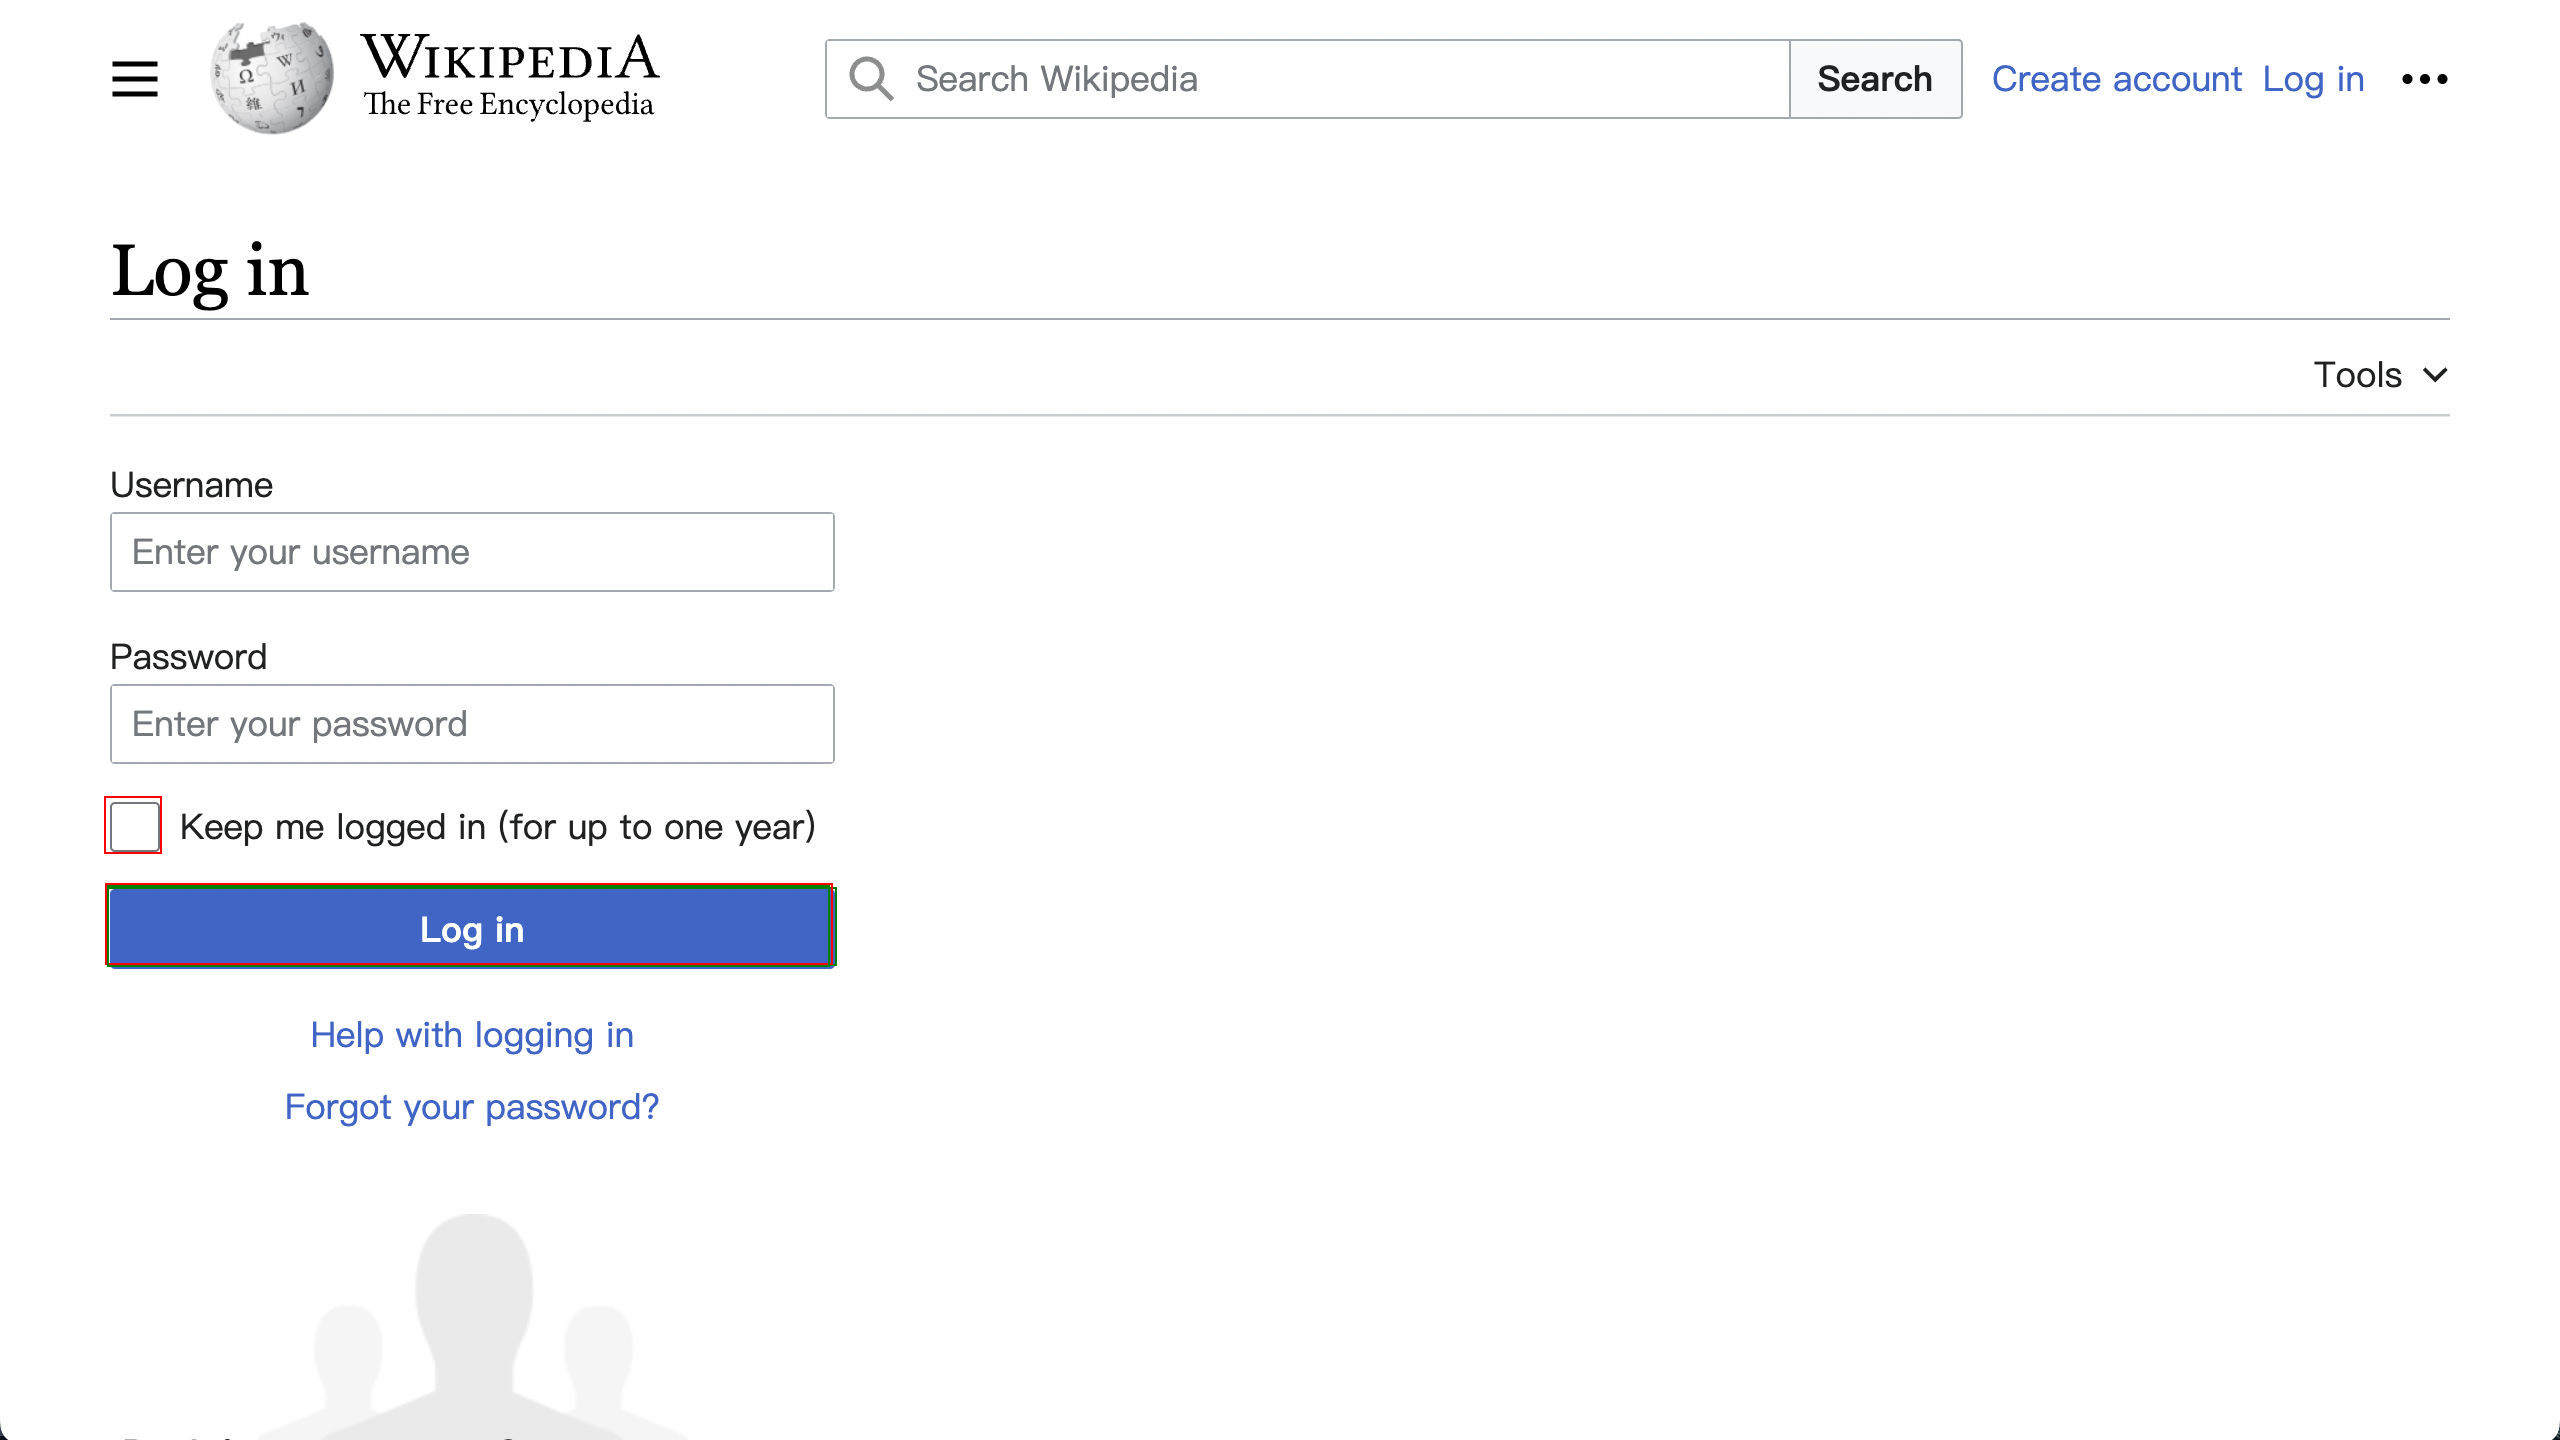 WIKIPEDIA
The Free Encyclopedia
Search Wikipedia
Search
Create account Log in
Log in
Tools
Username
Enter your username
Password
Enter your password
Keep me logged in (for up to one year)
Log in
Help with logging in
Forgot your password?